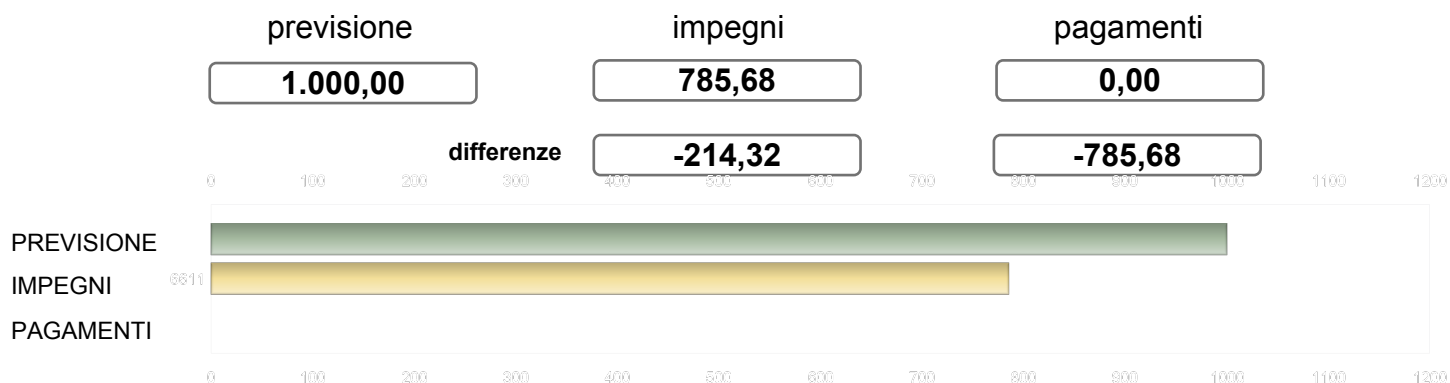 previsione impegni pagamenti
1.000,00 785,68 0,00
differenze -214,32 -785,68
0 100 200 300 400 500 600 700 800 900 1000 1100 1200
PREVISIONE
6611
IMPEGNI
PAGAMENTI
0 100 200 300 400 500 600 700 800 900 1000 1100 1200